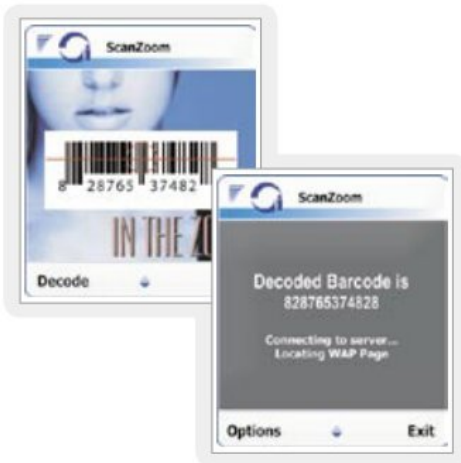 ScanZoom
8 28765 37482
IN THE
Decode
ScanZoom
Decoded Barcode is
828765374828
Connecting to server...
Locating WAP Page
Options Exit